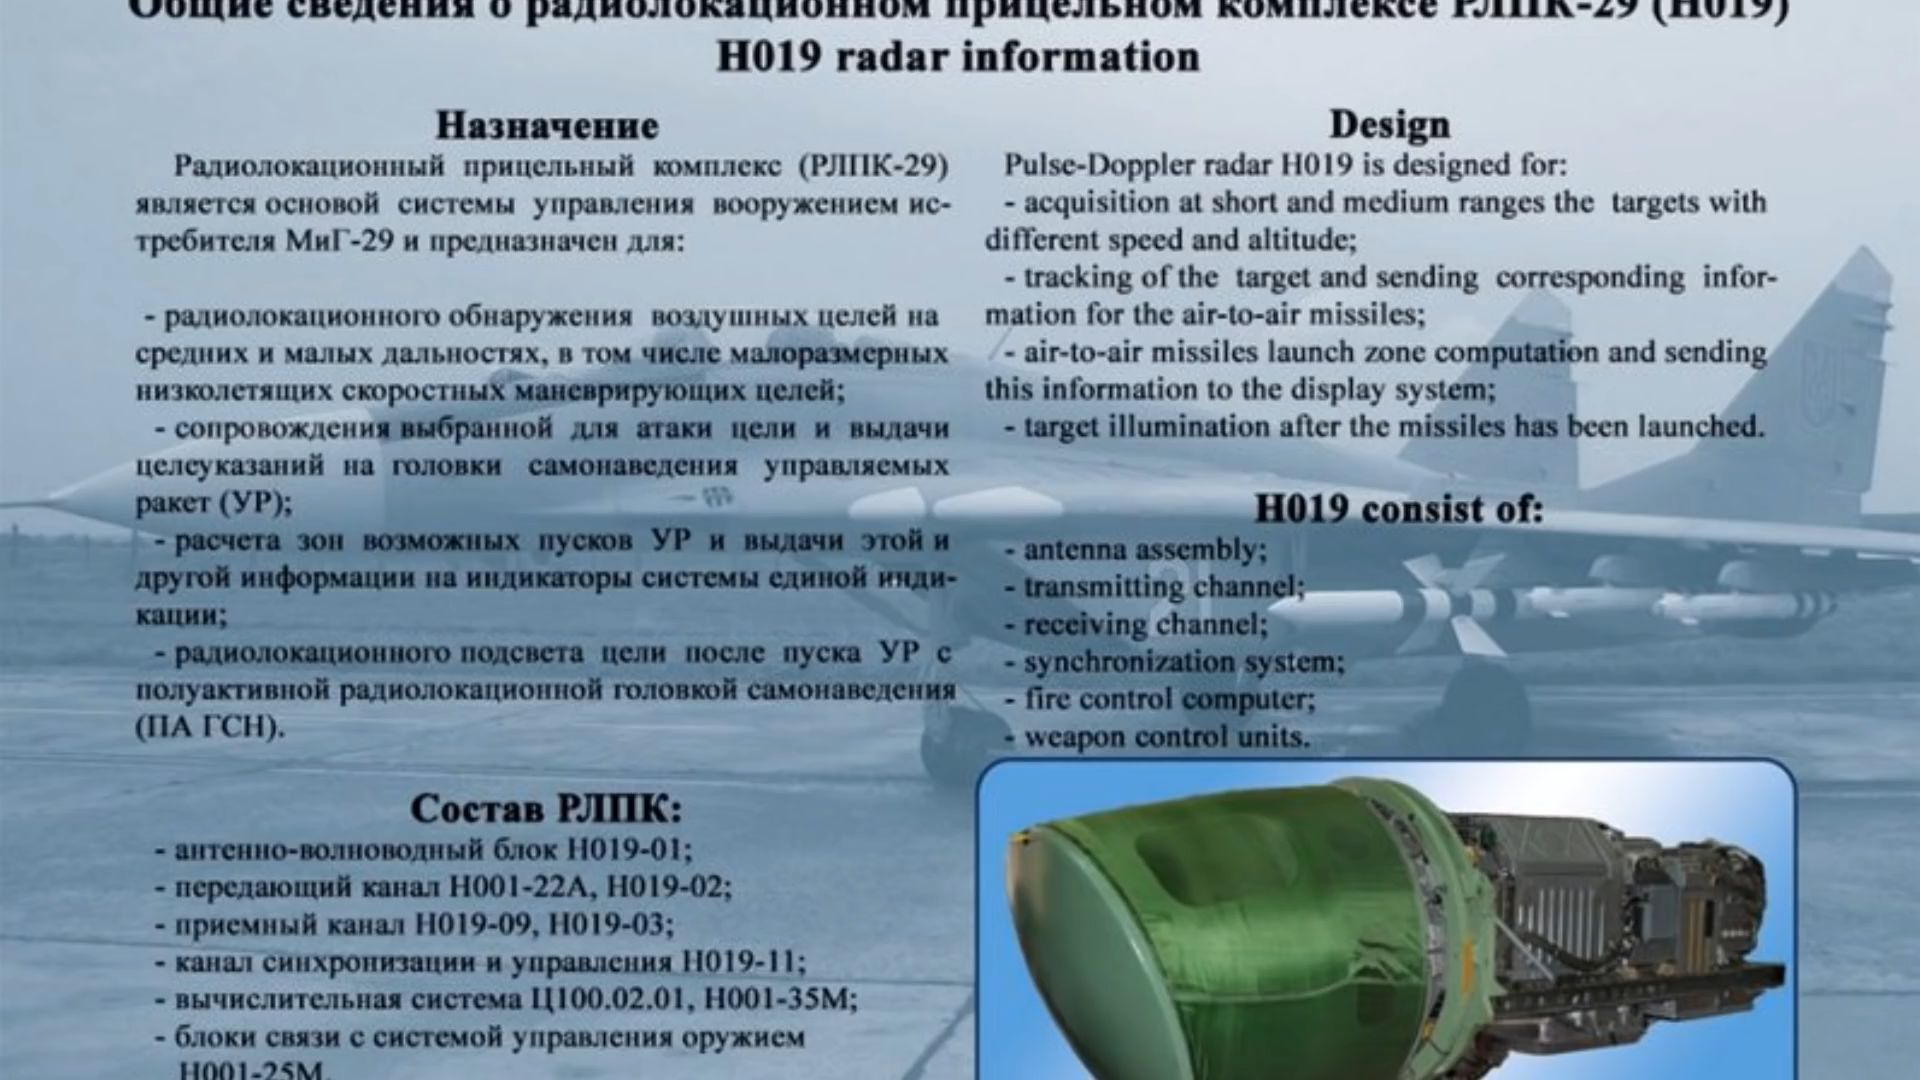 Общие сведения о радиолокационном прицельном комплексе РЛПК-29 (Н019)
Н019 radar information
Назначение
Радиолокационный прицельный комплекс (РЛПК-29)
является основой системы управления вооружением ис-
требителя МиГ-29 и предназначен для:
- радиолокационного обнаружения воздушных целей на
средних и малых дальностях, в том числе малоразмерных
низколетящих скоростных маневрирующих целей;
- сопровождения выбранной для атаки цели и выдачи
целеуказаний на головки самонаведения управляемых
ракет (УР);
- расчета зон возможных пусков УР и выдачи этой и
другой информации на индикаторы системы единой инди-
кации;
- радиолокационного подсвета цели после пуска УР с
полуактивной радиолокационной головкой самонаведения
(ПА ГСН).
Состав РЛПК:
- антенно-волноводный блок Н019-01;
- передающий канал Н001-22А, Н019-02;
- приемный канал Н019-09, Н019-03;
- канал синхронизации и управления Н019-11;
- вычислительная система Ц100.02.01, Н001-35М;
- блоки связи с системой управления оружием
Н001-25М.
Design
Pulse-Doppler radar H019 is designed for:
- acquisition at short and medium ranges the targets with
different speed and altitude;
- tracking of the target and sending corresponding infor-
mation for the air-to-air missiles;
- air-to-air missiles launch zone computation and sending
this information to the display system;
- target illumination after the missiles has been launched.
H019 consist of:
- antenna assembly;
- transmitting channel;
- receiving channel;
- synchronization system;
- fire control computer;
- weapon control units.